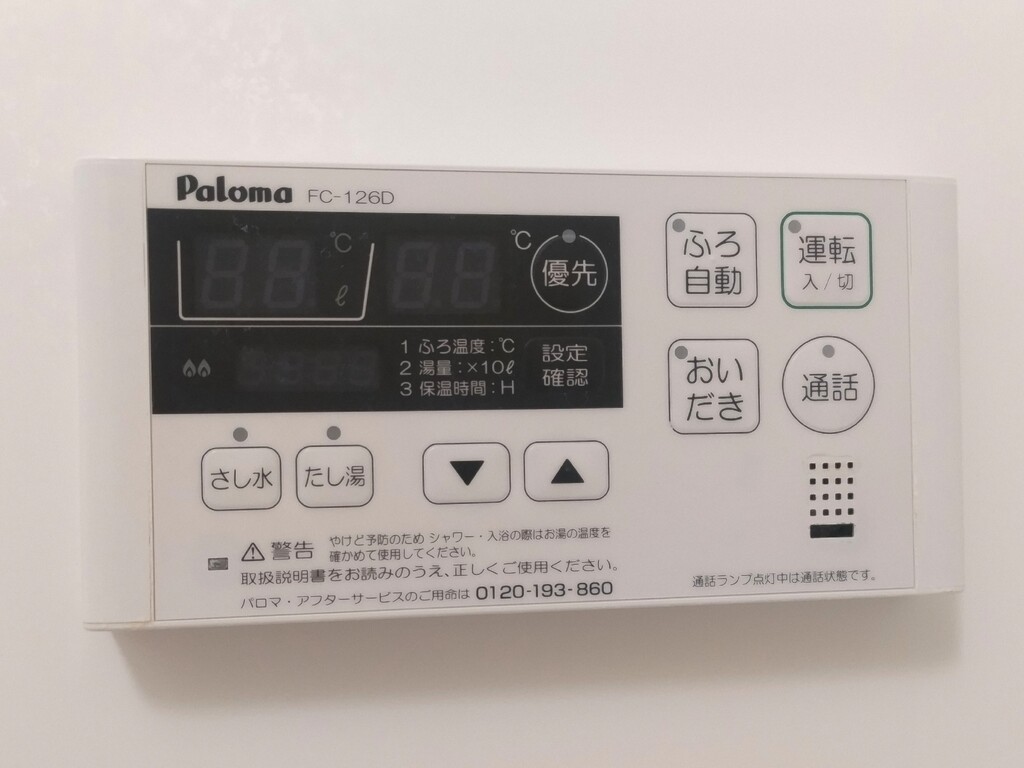 Paloma FC-126D
℃
ℓ
℃
優先
1 ふろ温度:℃
2 湯量:×10ℓ
3 保温時間:H
設定
確認
ふろ
自動
運転
入/切
おい
だき
通話
さし水
たし湯
▼
▲
⚠警告 やけど予防のため シャワー・入浴の際はお湯の温度を
確かめて使用してください。
取扱説明書をお読みのうえ、正しくご使用ください。
パロマ・アフターサービスのご用命は 0120-193-860
通話ランプ点灯中は通話状態です。